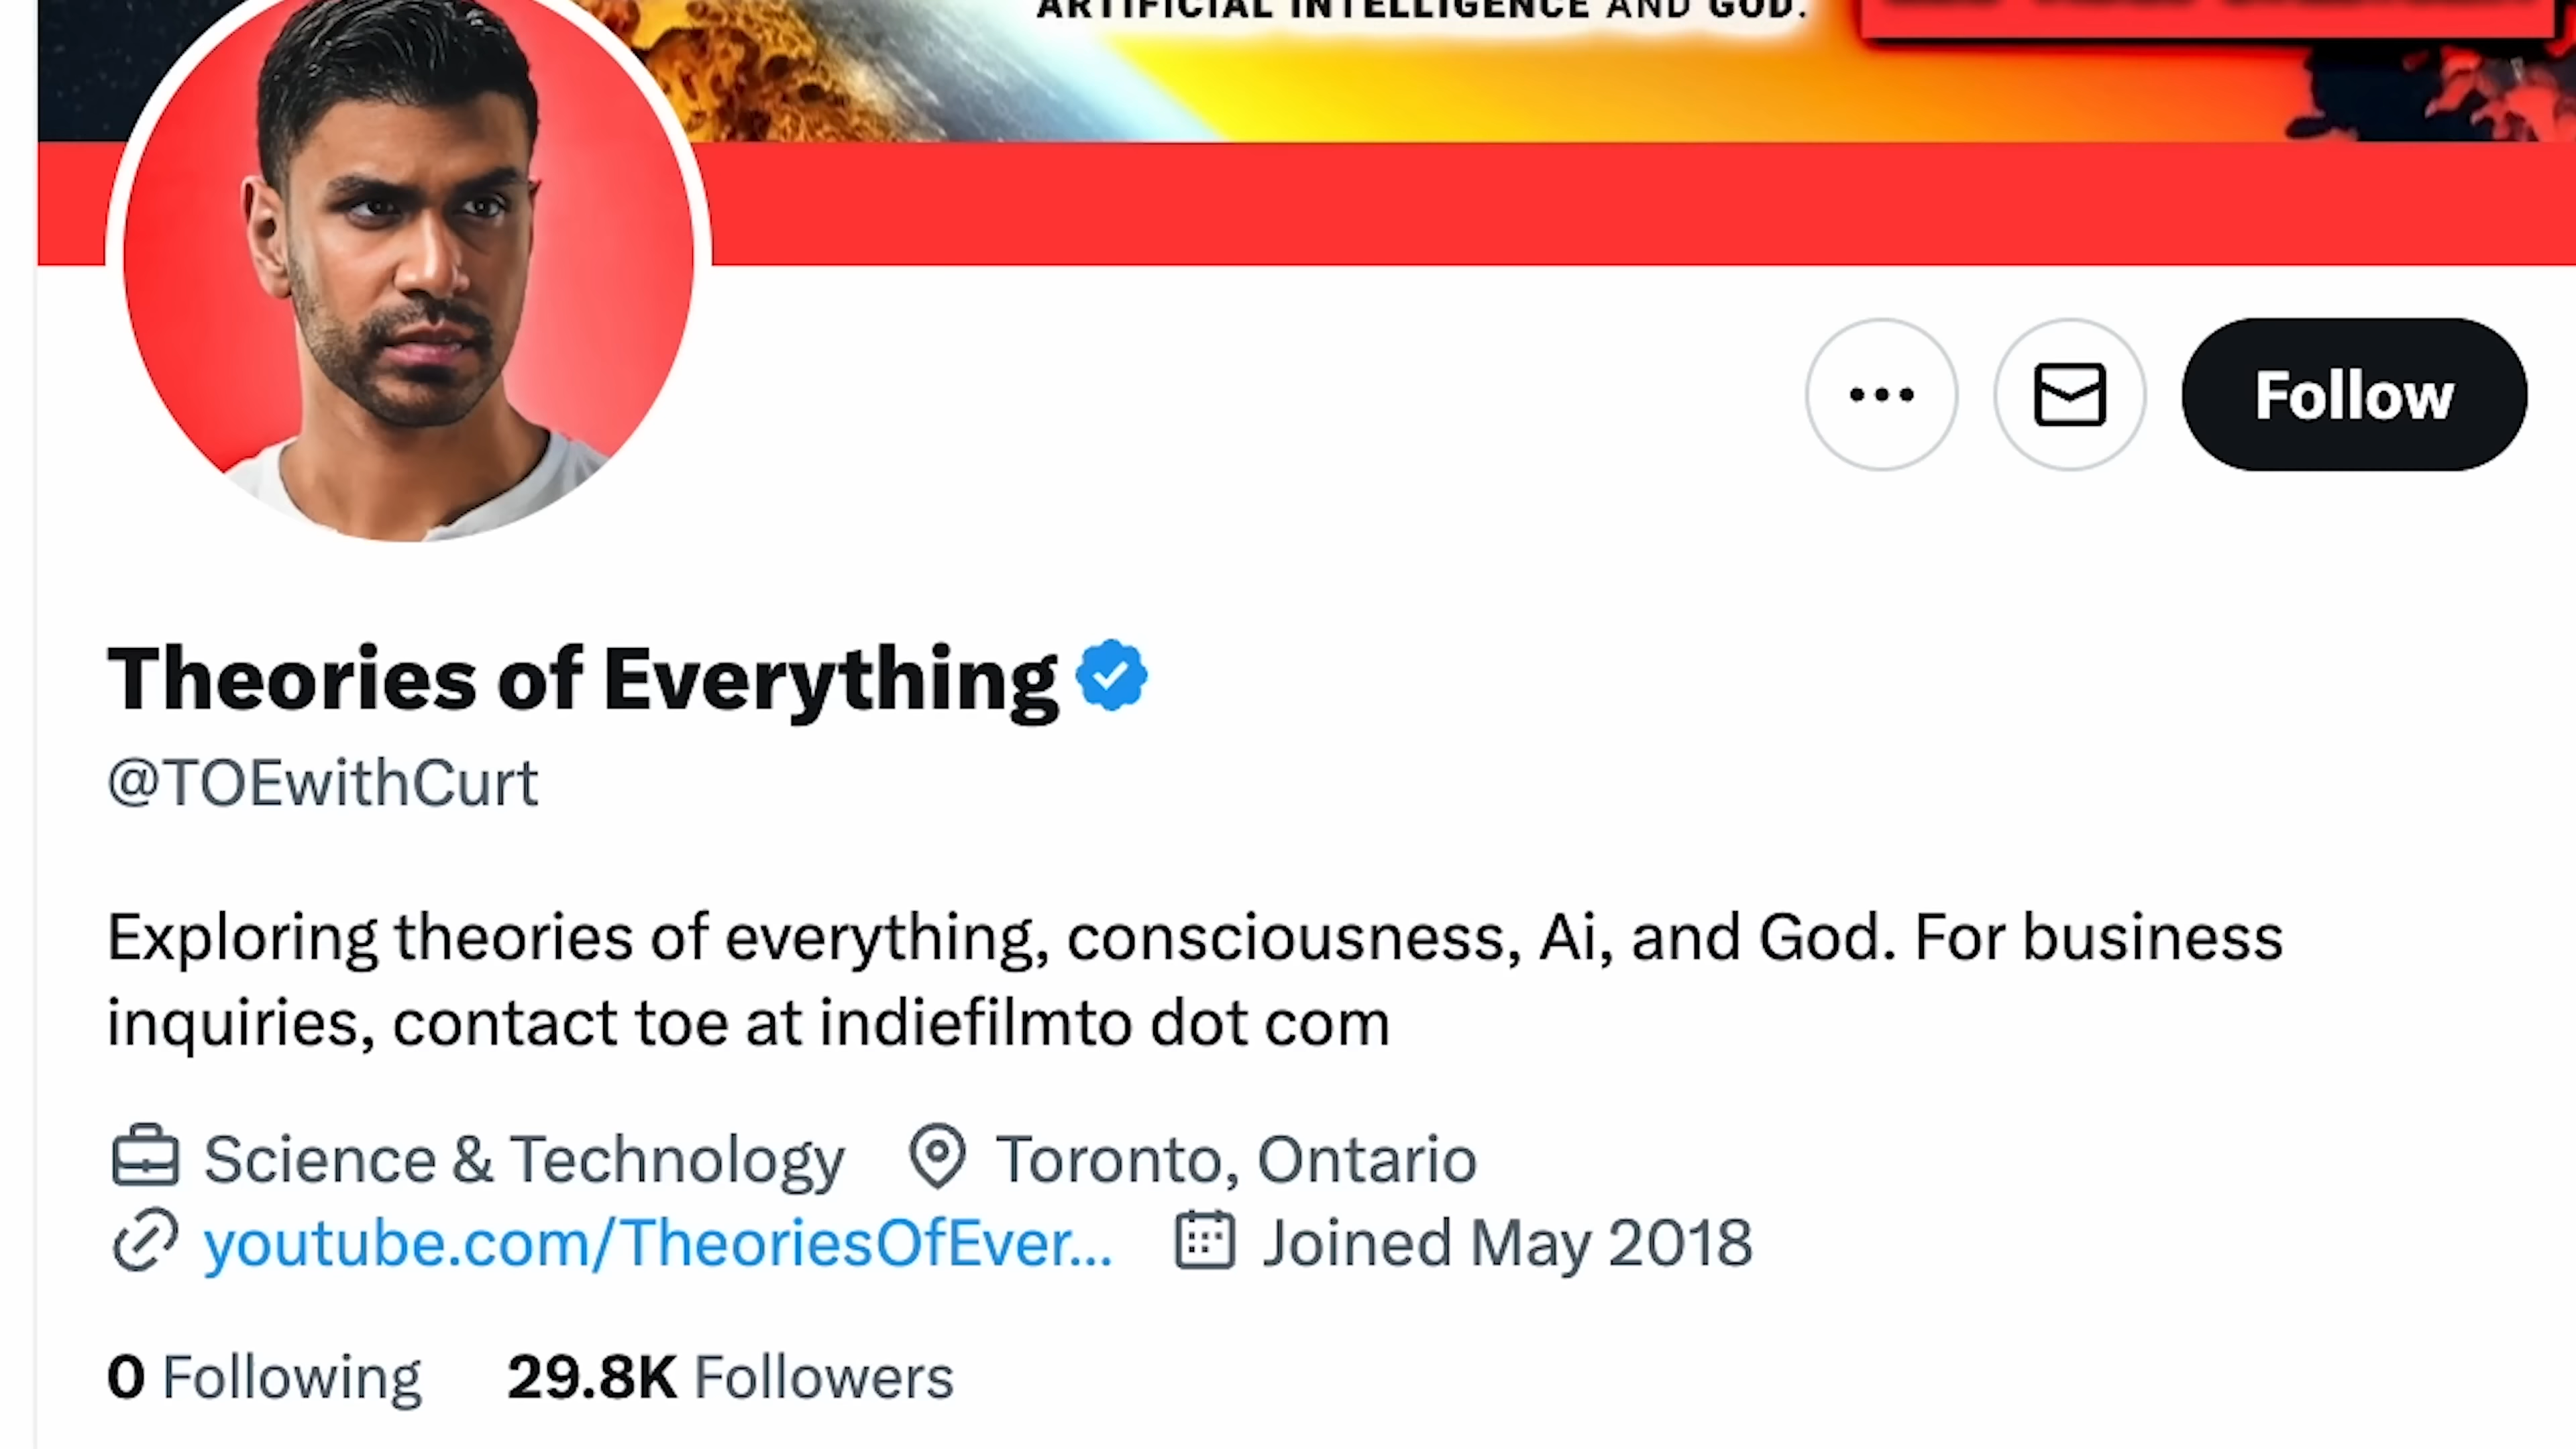 ARTIFICIAL INTELLIGENCE AND GOD.
Follow
Theories of Everything
@TOEwithCurt
Exploring theories of everything, consciousness, Ai, and God. For business
inquiries, contact toe at indiefilmto dot com
Science & Technology Toronto, Ontario
youtube.com/TheoriesOfEver... Joined May 2018
0 Following 29.8K Followers